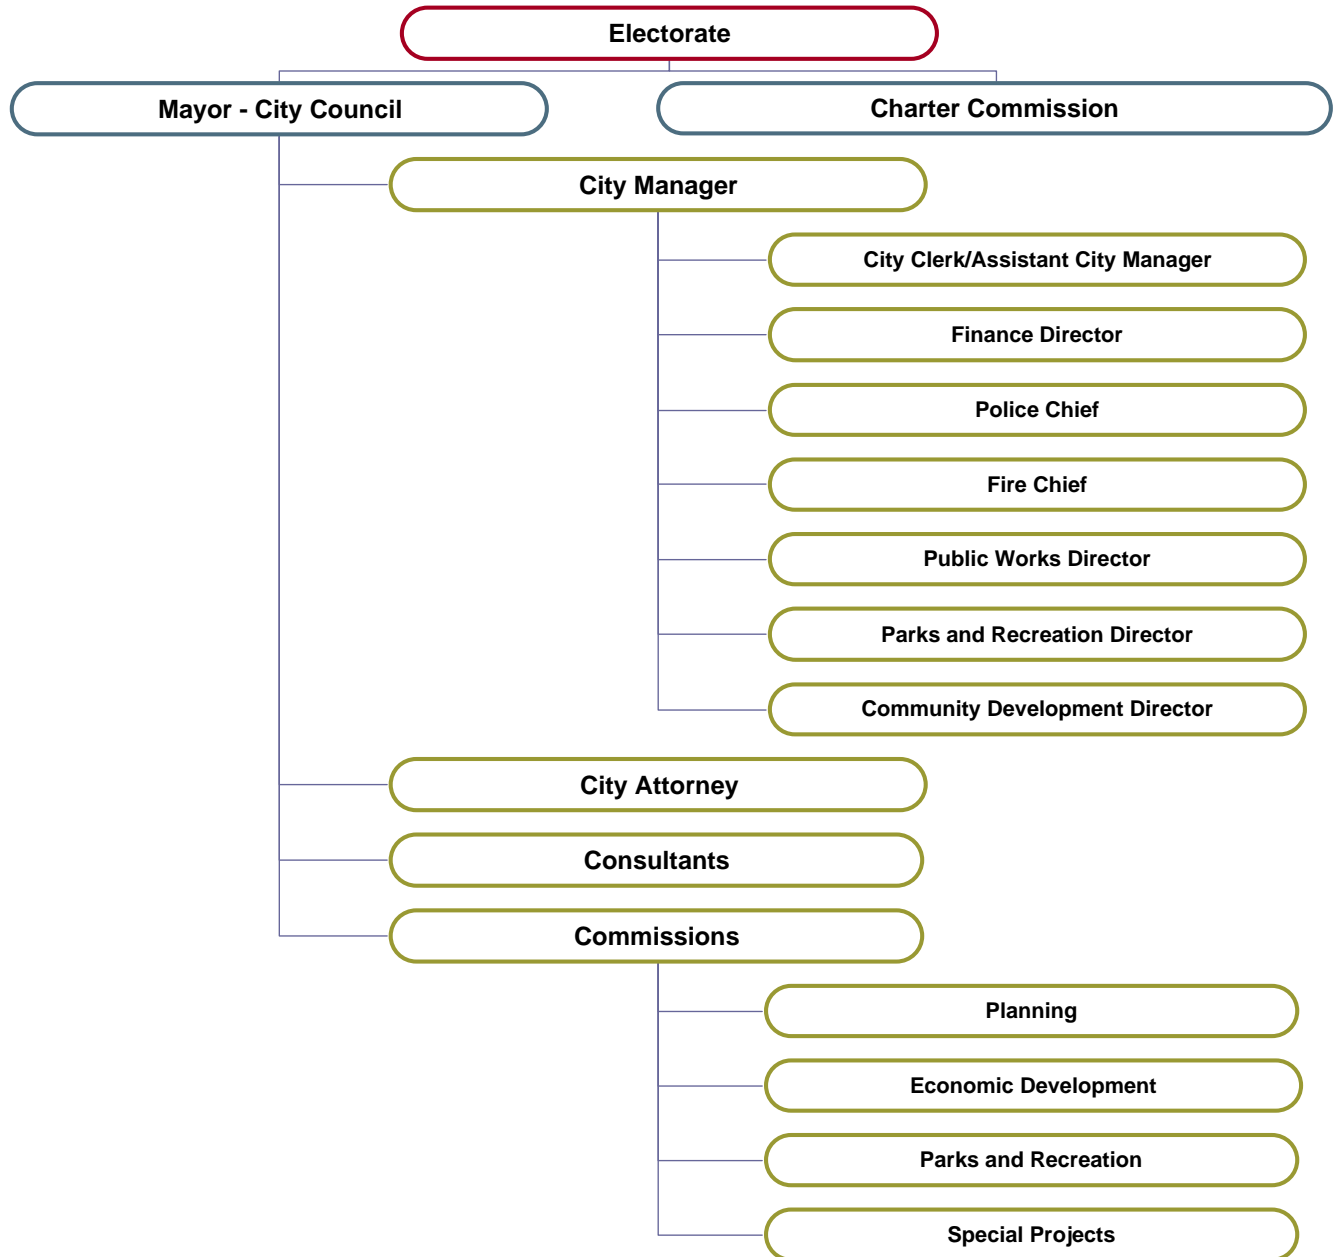 Electorate
Mayor - City Council
Charter Commission
City Manager
City Clerk/Assistant City Manager
Finance Director
Police Chief
Fire Chief
Public Works Director
Parks and Recreation Director
Community Development Director
City Attorney
Consultants
Commissions
Planning
Economic Development
Parks and Recreation
Special Projects